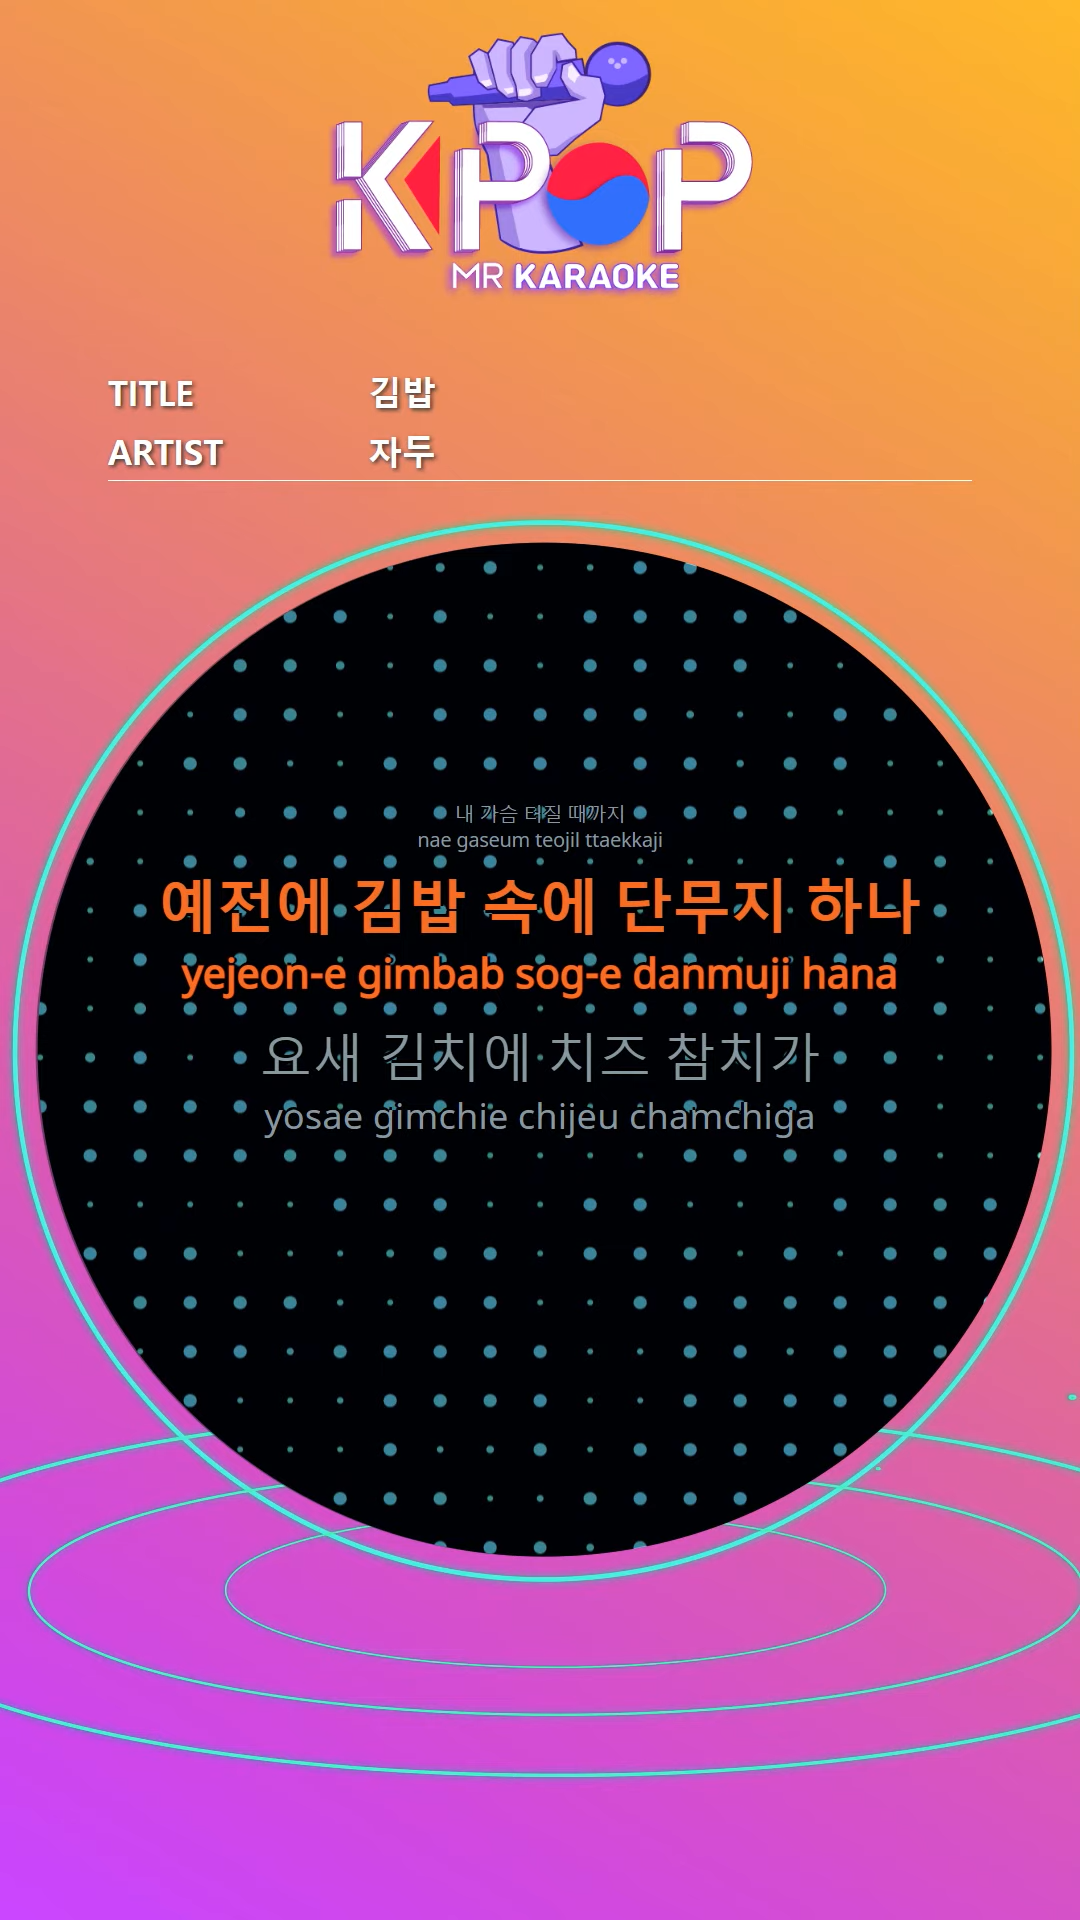 KPOP
MR KARAOKE
TITLE 김밥
ARTIST 자두
내 가슴 터질 때까지
nae gaseum teojil ttaekkaji
예전에 김밥 속에 단무지 하나
yejeon-e gimbab sog-e danmuji hana
요새 김치에 치즈 참치가
yosae gimchie chijeu chamchiga